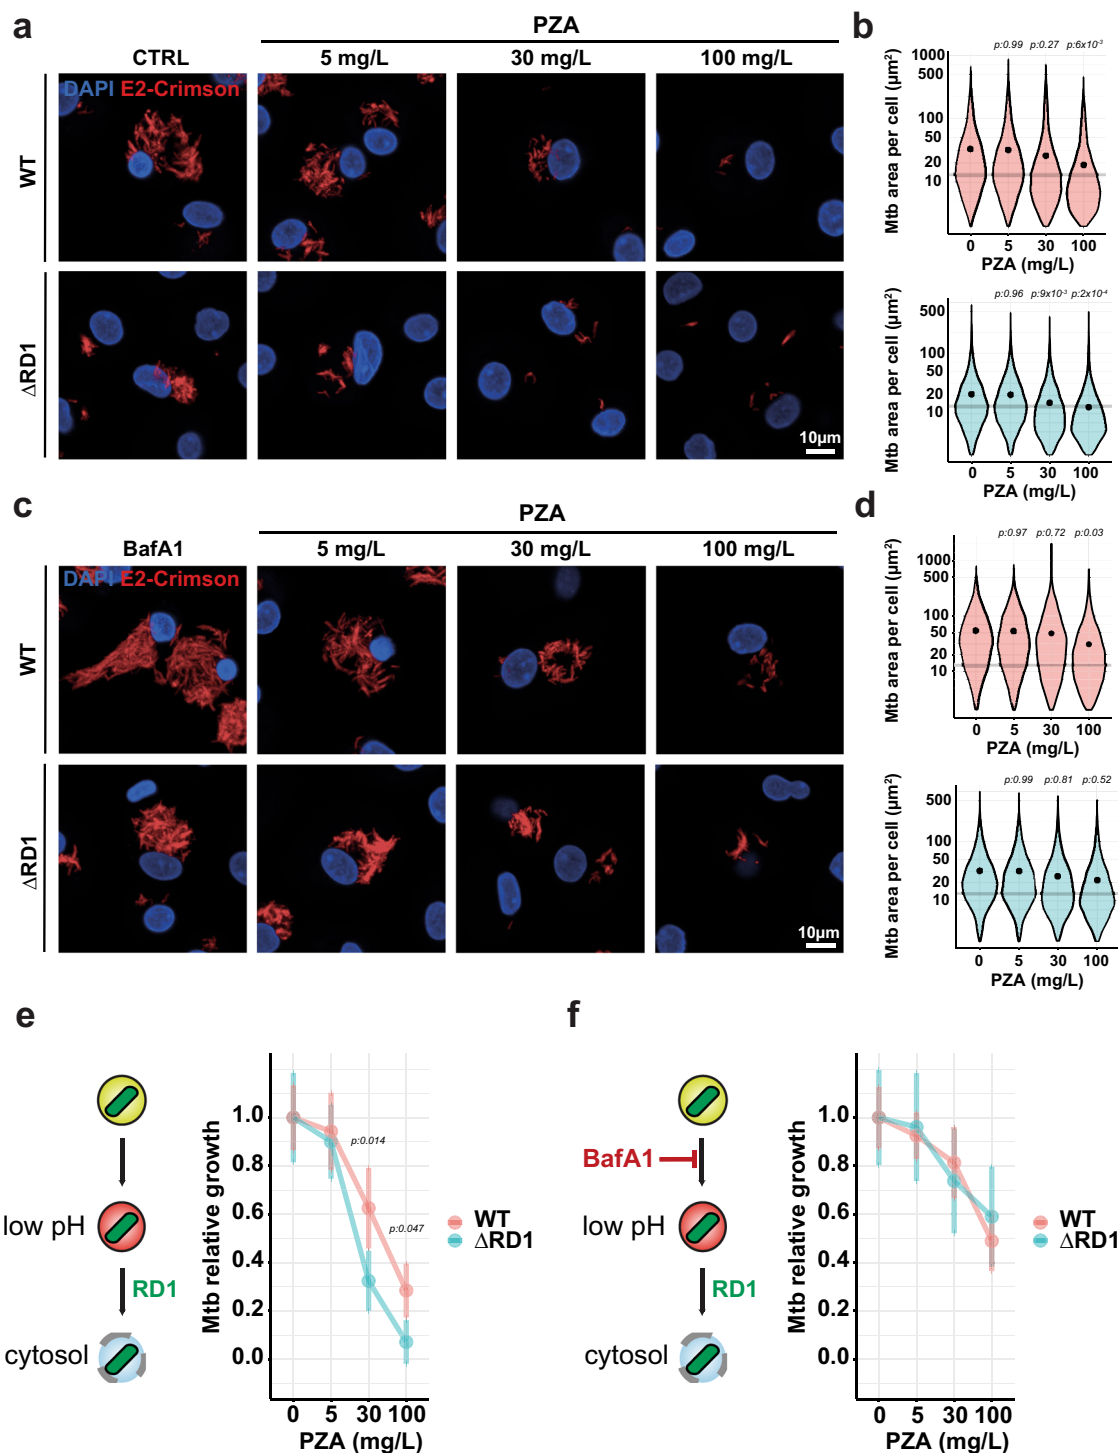 a
PZA
CTRL
5 mg/L
30 mg/L
100 mg/L
DAPI E2-Crimson
WT
ΔRD1
10µm
b
p:0.99 p:0.27 p:6x10⁻³
1000
500
100
50
20
10
Mtb area per cell (µm²)
0 5 30 100
PZA (mg/L)
p:0.96 p:9x10⁻³ p:2x10⁻⁴
500
100
50
20
10
Mtb area per cell (µm²)
0 5 30 100
PZA (mg/L)
c
PZA
BafA1
5 mg/L
30 mg/L
100 mg/L
DAPI E2-Crimson
WT
ΔRD1
10µm
d
p:0.97 p:0.72 p:0.03
1000
500
100
50
20
10
Mtb area per cell (µm²)
0 5 30 100
PZA (mg/L)
p:0.99 p:0.81 p:0.52
500
100
50
20
10
Mtb area per cell (µm²)
0 5 30 100
PZA (mg/L)
e
low pH
RD1
cytosol
Mtb relative growth
1.0
0.8
0.6
0.4
0.2
0.0
p:0.014
p:0.047
0 5 30 100
PZA (mg/L)
WT
ΔRD1
f
BafA1
low pH
RD1
cytosol
Mtb relative growth
1.0
0.8
0.6
0.4
0.2
0.0
0 5 30 100
PZA (mg/L)
WT
ΔRD1